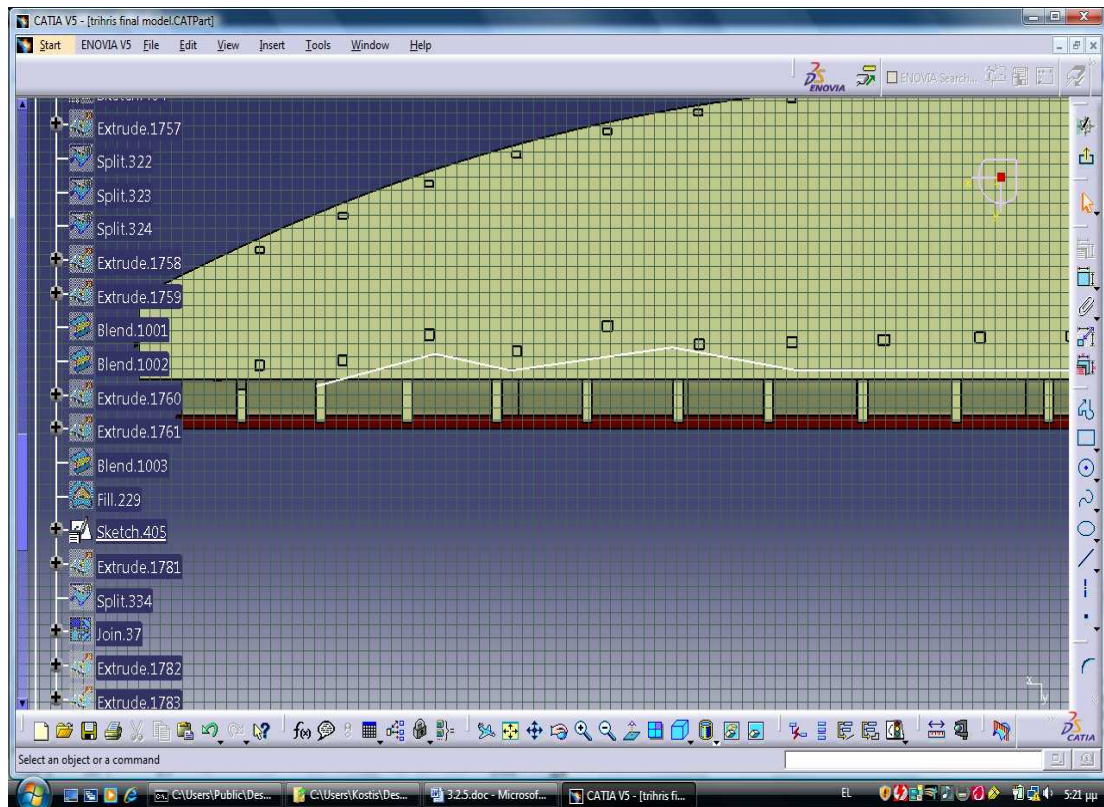 CATIA V5 - [trihris final model.CATPart]
Start ENOVIA V5 File Edit View Insert Tools Window Help
ENOVIA
ENOVIA Search...
Extrude.1757
Split.322
Split.323
Split.324
Extrude.1758
Extrude.1759
Blend.1001
Blend.1002
Extrude.1760
Extrude.1761
Blend.1003
Fill.229
Sketch.405
Extrude.1781
Split.334
Join.37
Extrude.1782
Extrude.1783
x
y
f(x)
CATIA
Select an object or a command
C:\Users\Public\Des...
C:\Users\Kostis\Des...
3.2.5.doc - Microsof...
CATIA V5 - [trihris fi...
EL
5:21 μμ